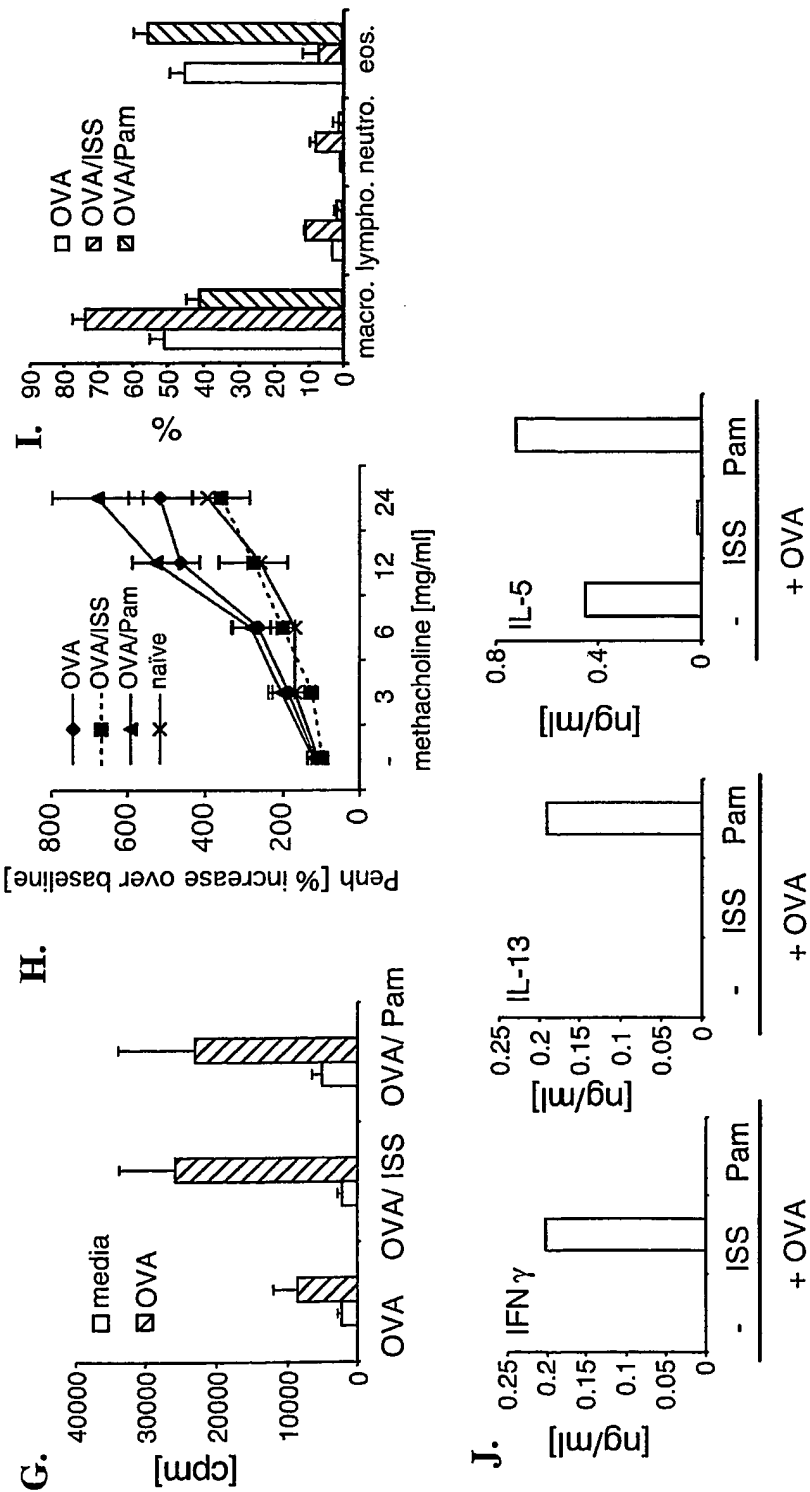 G.
[cpm]
40000
30000
20000
10000
0
media
OVA
OVA OVA/ ISS OVA/ Pam
H.
Penh [% increase over baseline]
800
600
400
200
0
OVA
OVA/ISS
OVA/Pam
naïve
- 3 6 12 24
methacholine [mg/ml]
I.
%
90
80
70
60
50
40
30
20
10
0
OVA
OVA/ISS
OVA/Pam
macro. lympho. neutro. eos.
J.
IFN γ
[ng/ml]
0.25
0.2
0.15
0.1
0.05
0
- ISS Pam
+ OVA
IL-13
[ng/ml]
0.25
0.2
0.15
0.1
0.05
0
- ISS Pam
+ OVA
IL-5
[ng/ml]
0.8
0.4
0
- ISS Pam
+ OVA